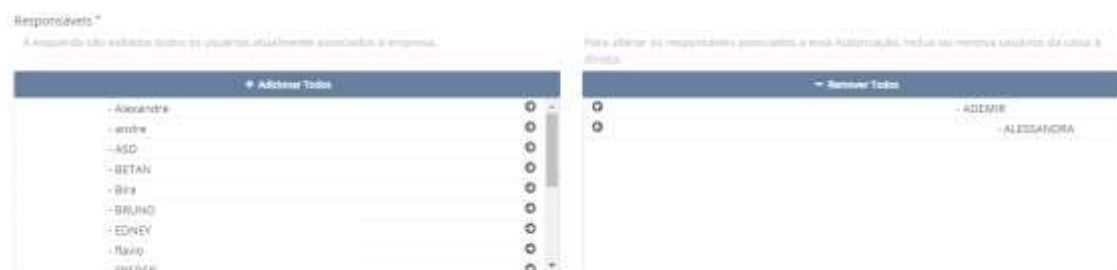 Responsáveis *
À esquerda são exibidos todos os usuários atualmente associados à empresa.
Para alterar os responsáveis associados a essa Autorização, inclua ou remova usuários da caixa à
direita.
+ Adicionar Todos
- Alexandre
- andre
- ASD
- BETAN
- Bira
- BRUNO
- EDNEY
- flavio
− Remover Todos
- ADEMIR
- ALESSANDRA